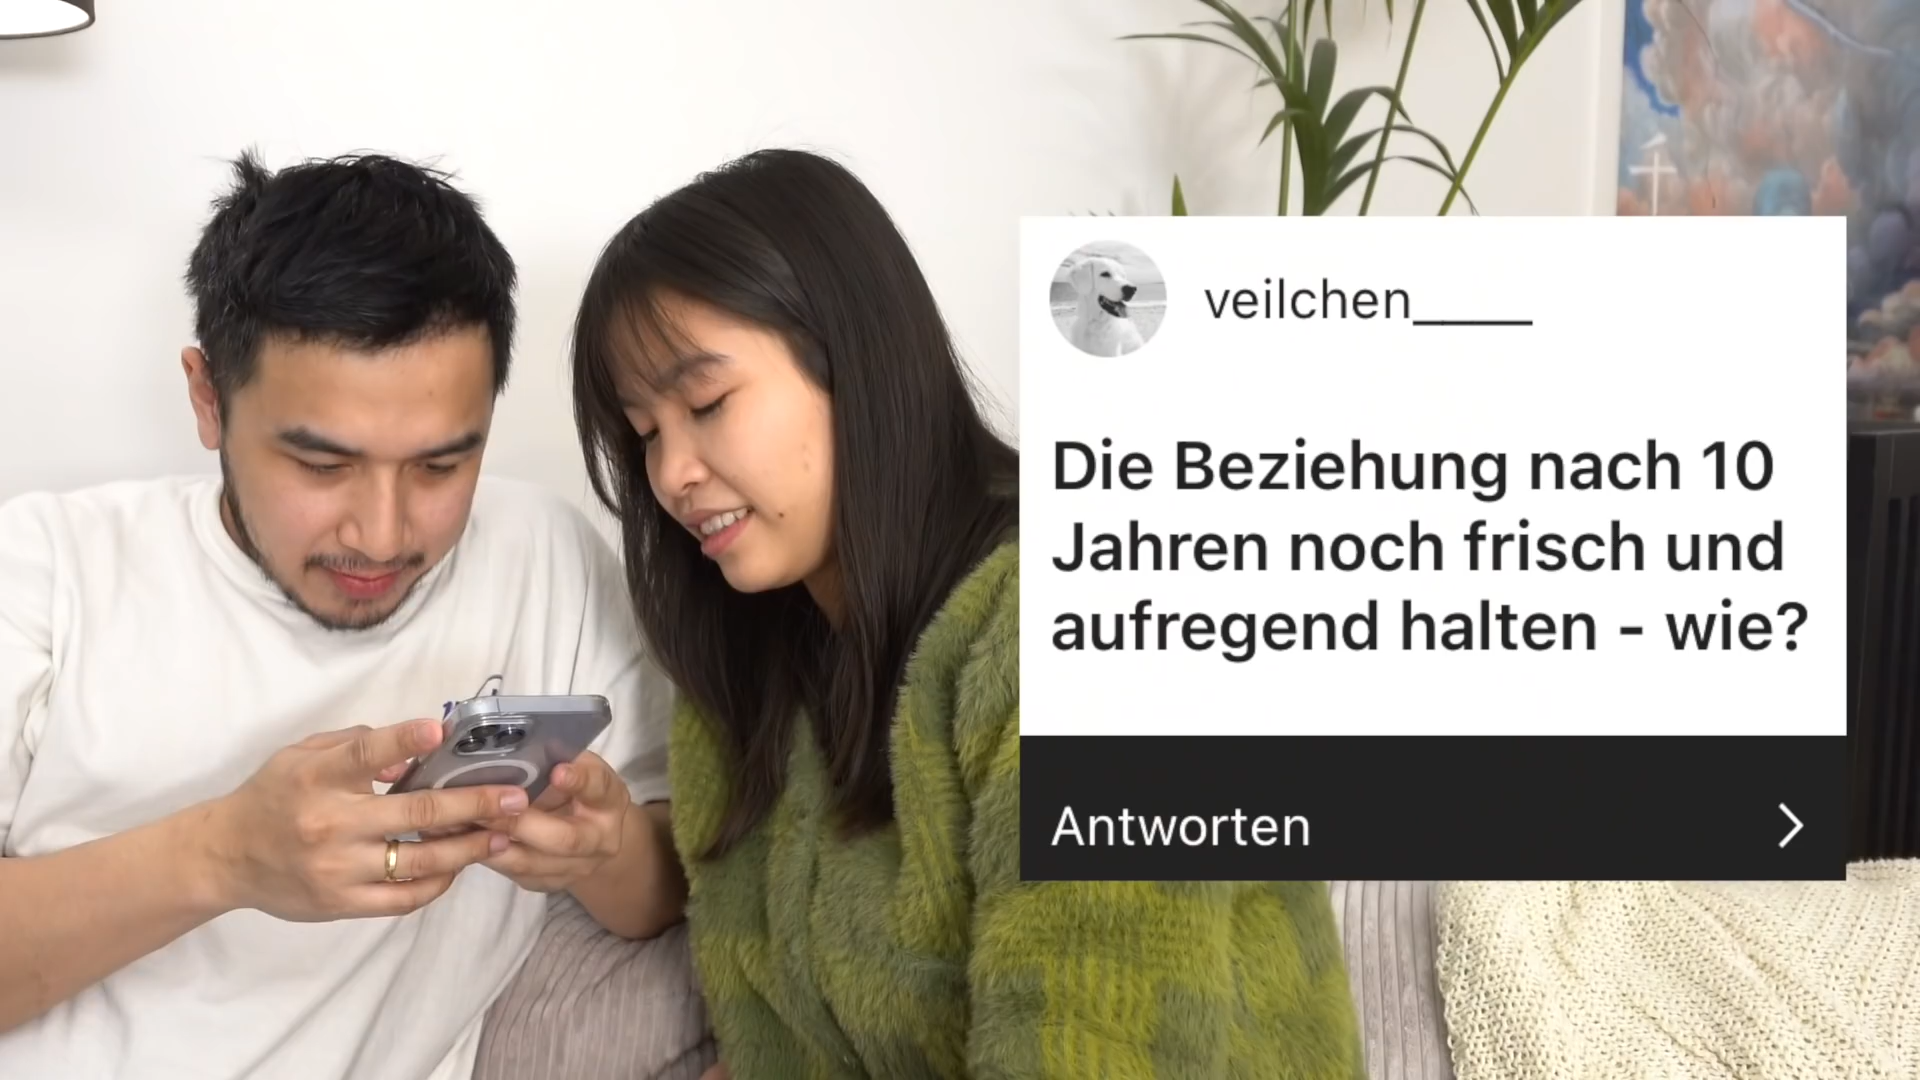 veilchen____
Die Beziehung nach 10
Jahren noch frisch und
aufregend halten - wie?
Antworten